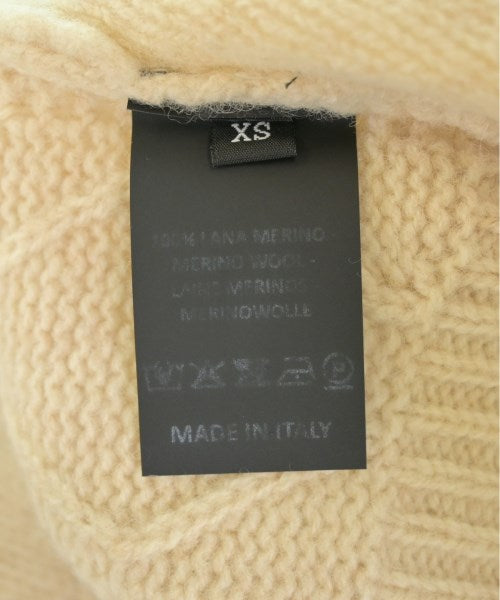 XS
100% LANA MERINO -
MERINO WOOL -
LAINE MERINOS -
MERINOWOLLE
MADE IN ITALY